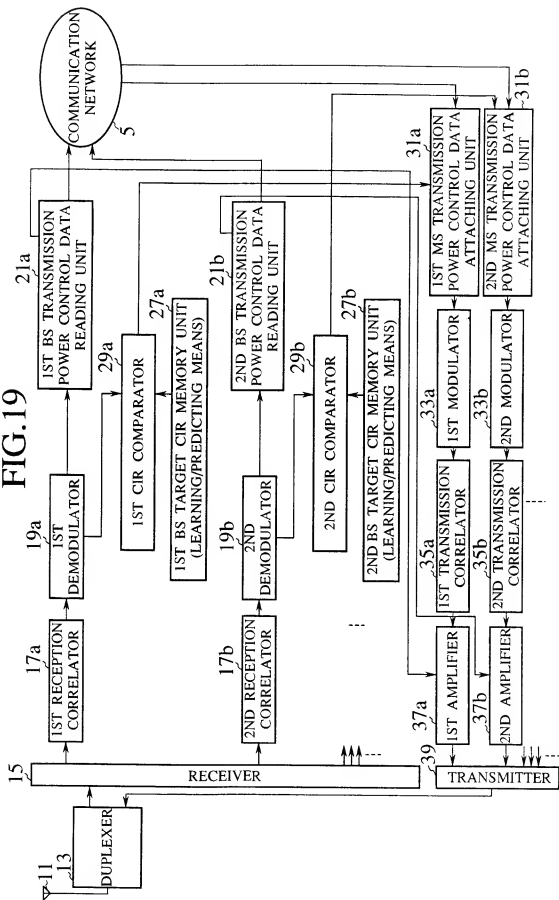 FIG.19
11
13
DUPLEXER
15
RECEIVER
17a
1ST RECEPTION
CORRELATOR
19a
1ST
DEMODULATOR
21a
1ST BS TRANSMISSION
POWER CONTROL DATA
READING UNIT
COMMUNICATION
NETWORK
5
29a
1ST CIR COMPARATOR
27a
1ST BS TARGET CIR MEMORY UNIT
(LEARNING/PREDICTING MEANS)
17b
2ND RECEPTION
CORRELATOR
19b
2ND
DEMODULATOR
21b
2ND BS TRANSMISSION
POWER CONTROL DATA
READING UNIT
29b
2ND CIR COMPARATOR
27b
2ND BS TARGET CIR MEMORY UNIT
(LEARNING/PREDICTING MEANS)
39
TRANSMITTER
37a
1ST AMPLIFIER
35a
1ST TRANSMISSION
CORRELATOR
33a
1ST MODULATOR
31a
1ST MS TRANSMISSION
POWER CONTROL DATA
ATTACHING UNIT
37b
2ND AMPLIFIER
35b
2ND TRANSMISSION
CORRELATOR
33b
2ND MODULATOR
31b
2ND MS TRANSMISSION
POWER CONTROL DATA
ATTACHING UNIT